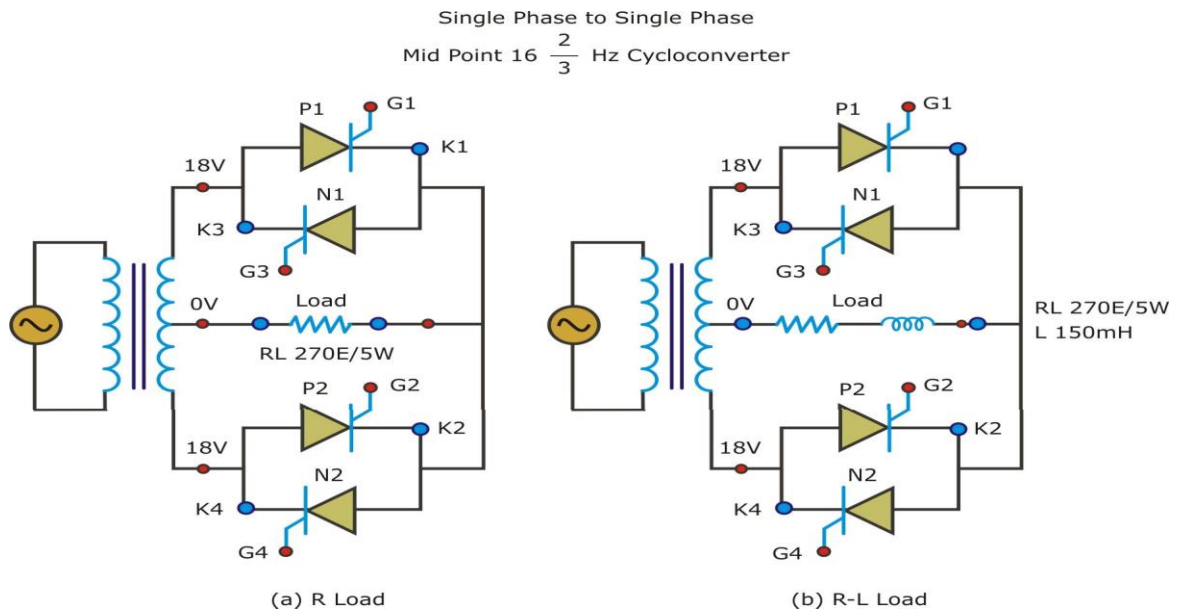 Single Phase to Single Phase
Mid Point 16 2/3 Hz Cycloconverter
P1
G1
K1
18V
N1
K3
G3
0V
Load
RL 270E/5W
P2
G2
K2
18V
N2
K4
G4
(a) R Load
P1
G1
18V
N1
K3
G3
0V
Load
RL 270E/5W
L 150mH
P2
G2
K2
18V
N2
K4
G4
(b) R-L Load